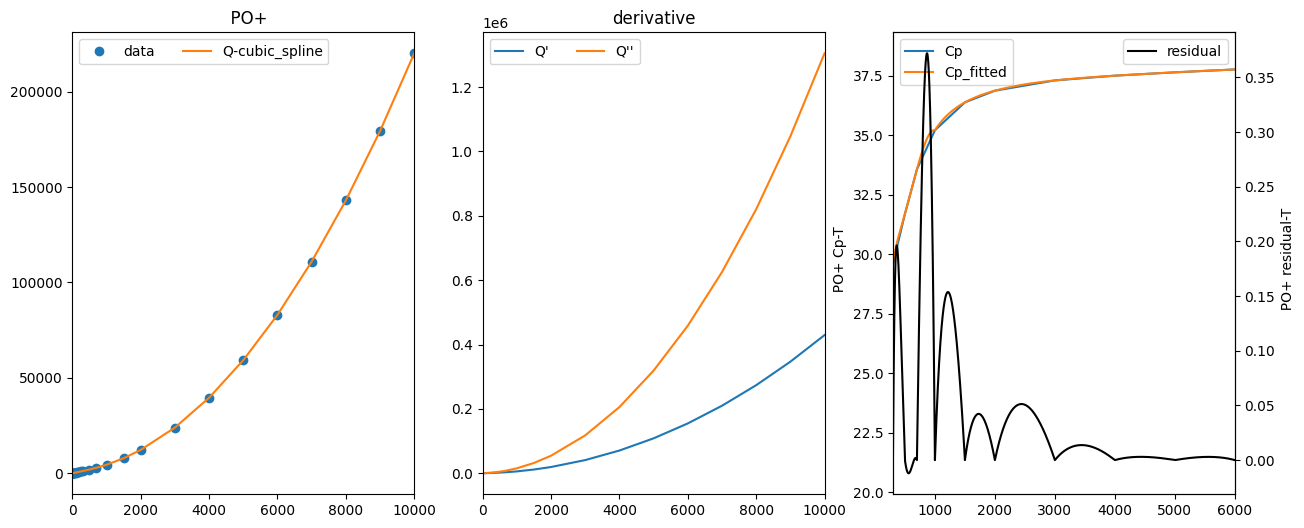 PO+
data
Q-cubic_spline
200000
150000
100000
50000
0
0 2000 4000 6000 8000 10000
derivative
1e6
Q'
Q''
1.2
1.0
0.8
0.6
0.4
0.2
0.0
0 2000 4000 6000 8000 10000
Cp
Cp_fitted
residual
PO+ Cp-T
37.5
35.0
32.5
30.0
27.5
25.0
22.5
20.0
1000 2000 3000 4000 5000 6000
0.35
0.30
0.25
0.20
0.15
0.10
0.05
0.00
PO+ residual-T